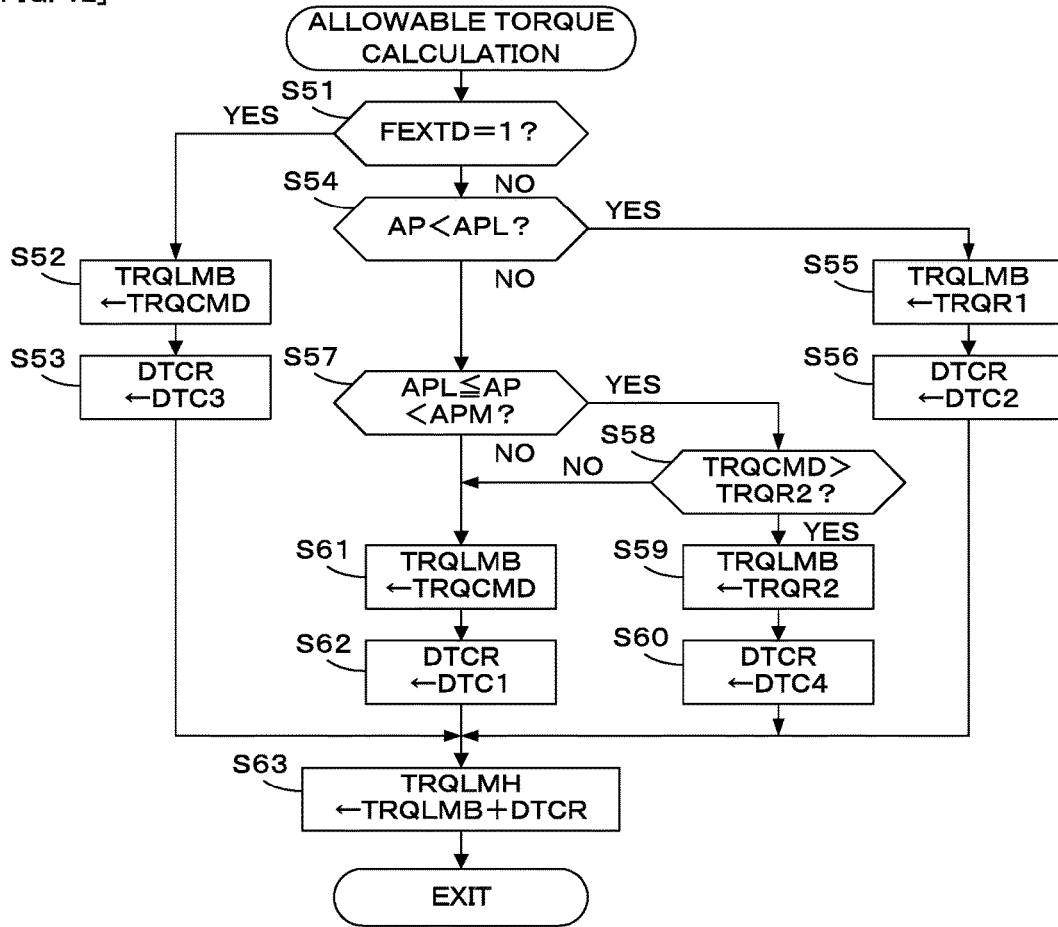 ALLOWABLE TORQUE
CALCULATION
S51
YES
FEXTD=1?
NO
S54
AP<APL?
YES
NO
S52
TRQLMB
←TRQCMD
S55
TRQLMB
←TRQR1
S53
DTCR
←DTC3
S56
DTCR
←DTC2
S57
APL≦AP
<APM?
YES
NO
S58
NO
TRQCMD>
TRQR2?
YES
S61
TRQLMB
←TRQCMD
S59
TRQLMB
←TRQR2
S62
DTCR
←DTC1
S60
DTCR
←DTC4
S63
TRQLMH
←TRQLMB+DTCR
EXIT